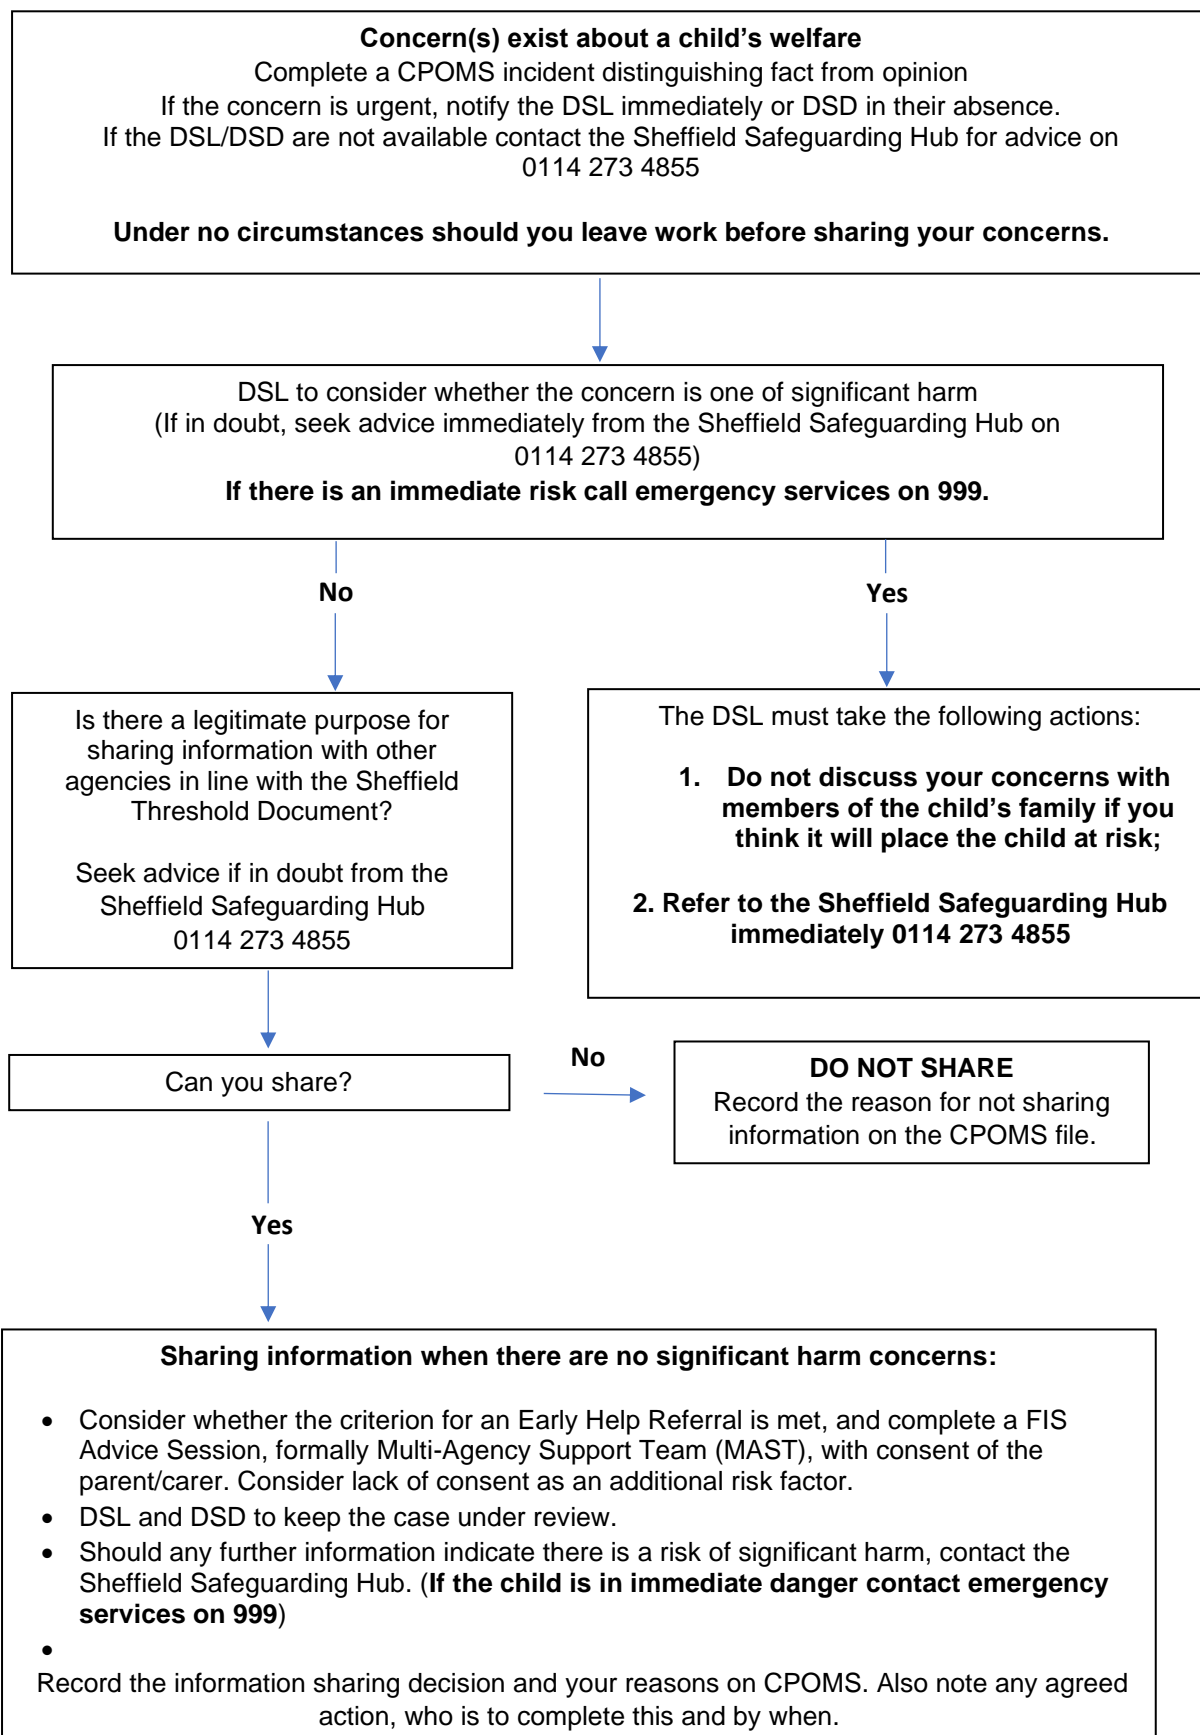 Concern(s) exist about a child’s welfare
Complete a CPOMS incident distinguishing fact from opinion
If the concern is urgent, notify the DSL immediately or DSD in their absence.
If the DSL/DSD are not available contact the Sheffield Safeguarding Hub for advice on
0114 273 4855
Under no circumstances should you leave work before sharing your concerns.
DSL to consider whether the concern is one of significant harm
(If in doubt, seek advice immediately from the Sheffield Safeguarding Hub on
0114 273 4855)
If there is an immediate risk call emergency services on 999.
No
Yes
Is there a legitimate purpose for
sharing information with other
agencies in line with the Sheffield
Threshold Document?
Seek advice if in doubt from the
Sheffield Safeguarding Hub
0114 273 4855
The DSL must take the following actions:
1. Do not discuss your concerns with
members of the child’s family if you
think it will place the child at risk;
2. Refer to the Sheffield Safeguarding Hub
immediately 0114 273 4855
Can you share?
No
DO NOT SHARE
Record the reason for not sharing
information on the CPOMS file.
Yes
Sharing information when there are no significant harm concerns:
• Consider whether the criterion for an Early Help Referral is met, and complete a FIS
Advice Session, formally Multi-Agency Support Team (MAST), with consent of the
parent/carer. Consider lack of consent as an additional risk factor.
• DSL and DSD to keep the case under review.
• Should any further information indicate there is a risk of significant harm, contact the
Sheffield Safeguarding Hub. (If the child is in immediate danger contact emergency
services on 999)
•
Record the information sharing decision and your reasons on CPOMS. Also note any agreed
action, who is to complete this and by when.